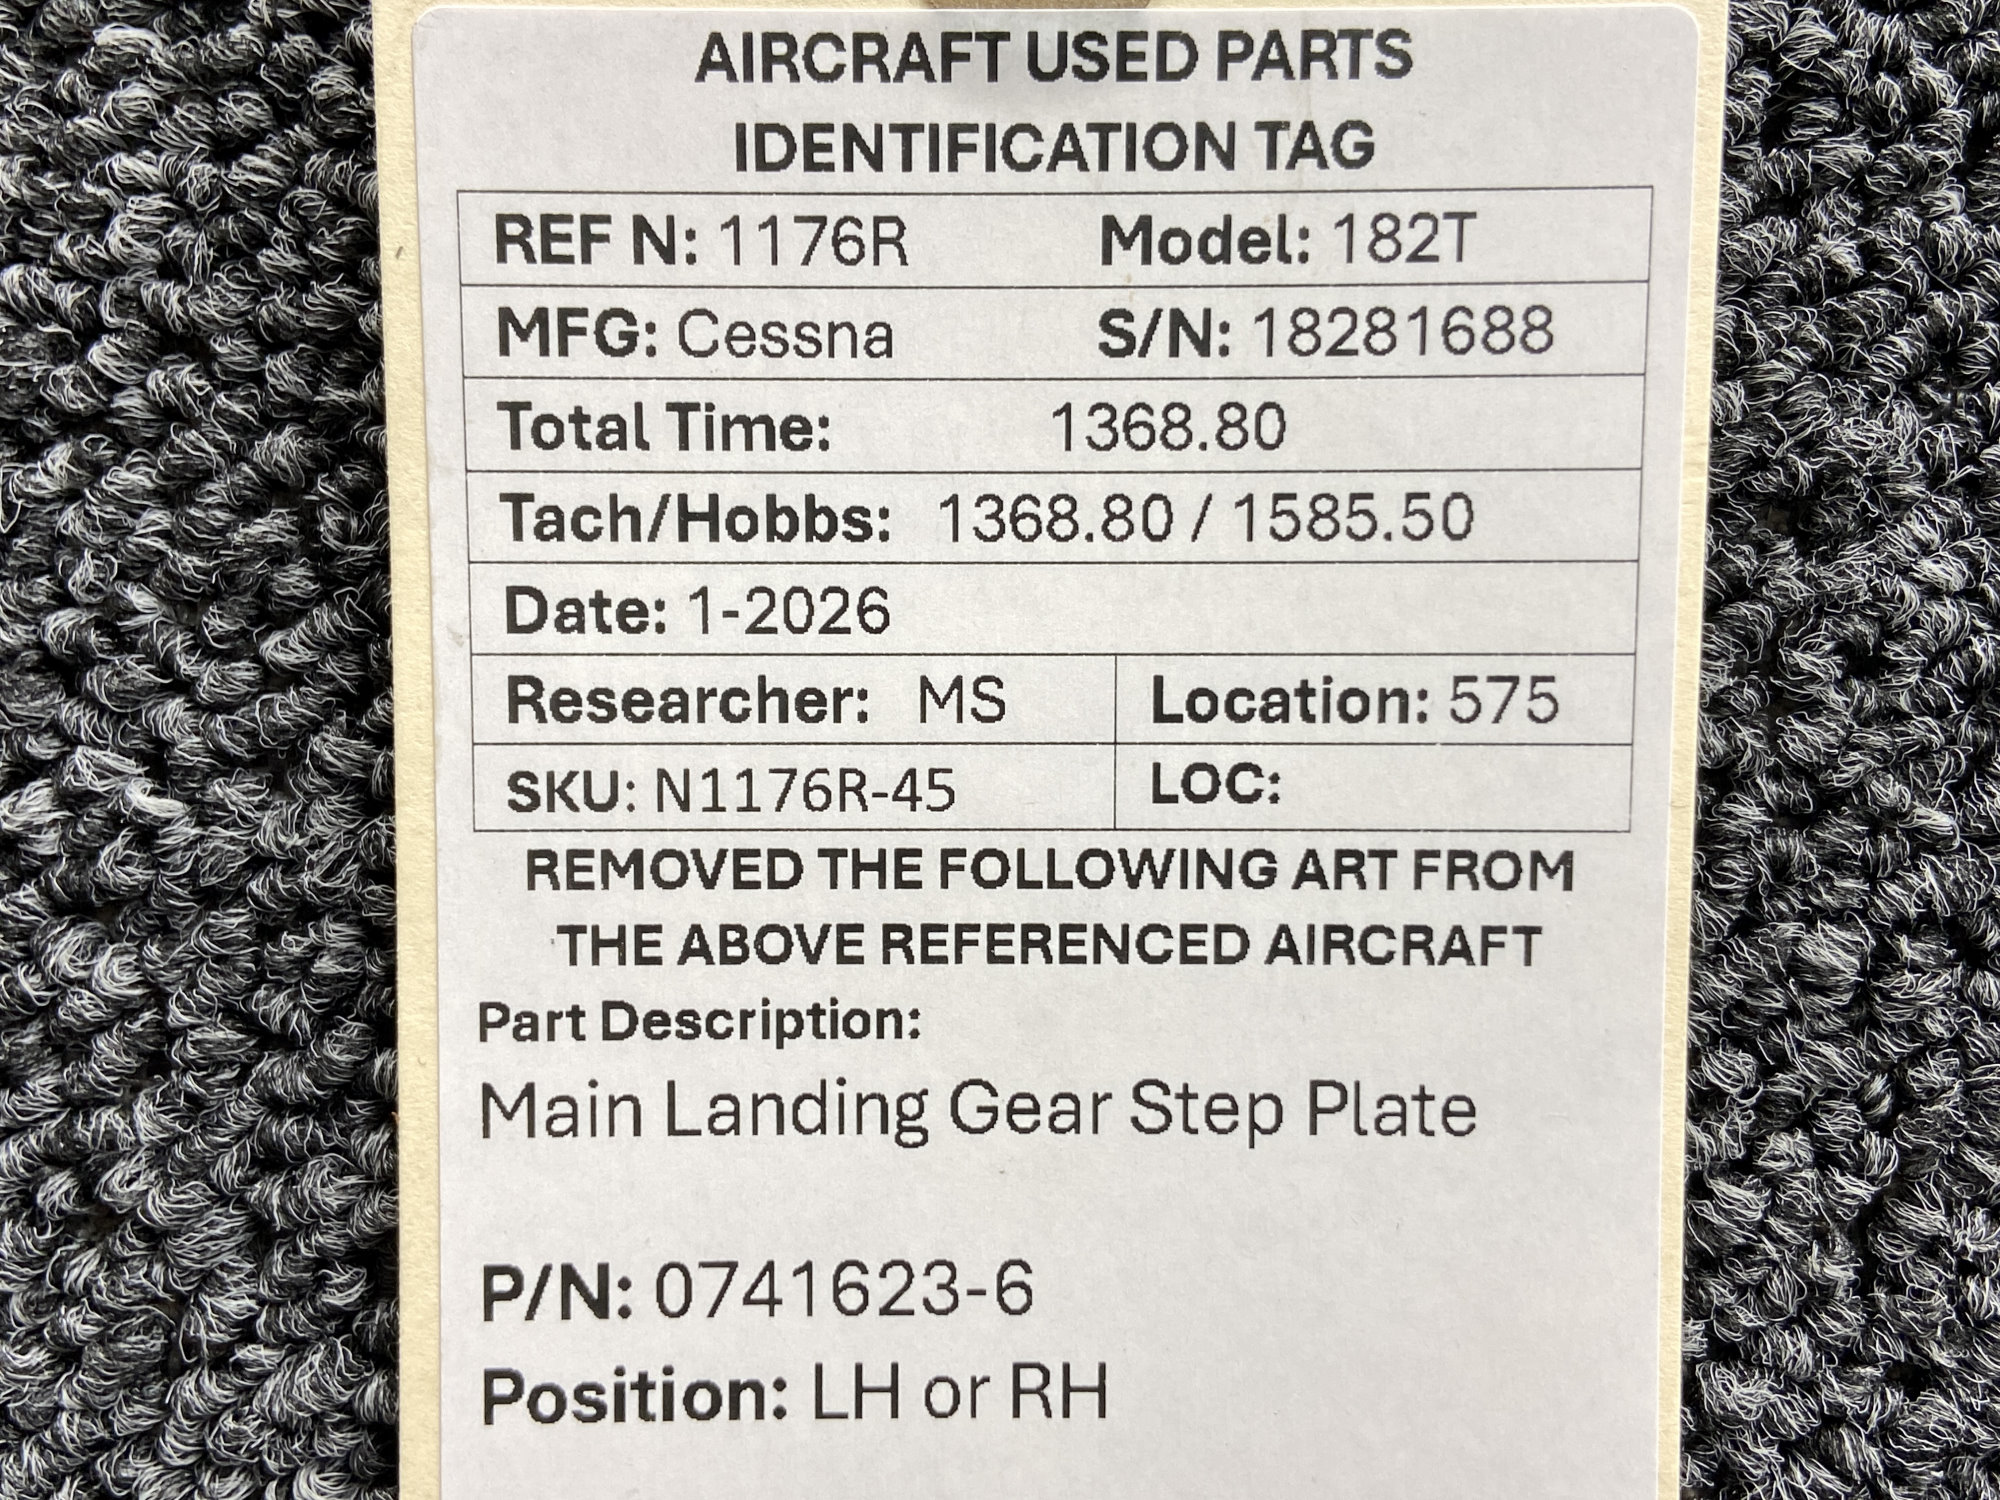 AIRCRAFT USED PARTS
IDENTIFICATION TAG
REF N: 1176R Model: 182T
MFG: Cessna S/N: 18281688
Total Time: 1368.80
Tach/Hobbs: 1368.80 / 1585.50
Date: 1-2026
Researcher: MS Location: 575
SKU: N1176R-45 LOC:
REMOVED THE FOLLOWING ART FROM
THE ABOVE REFERENCED AIRCRAFT
Part Description:
Main Landing Gear Step Plate
P/N: 0741623-6
Position: LH or RH